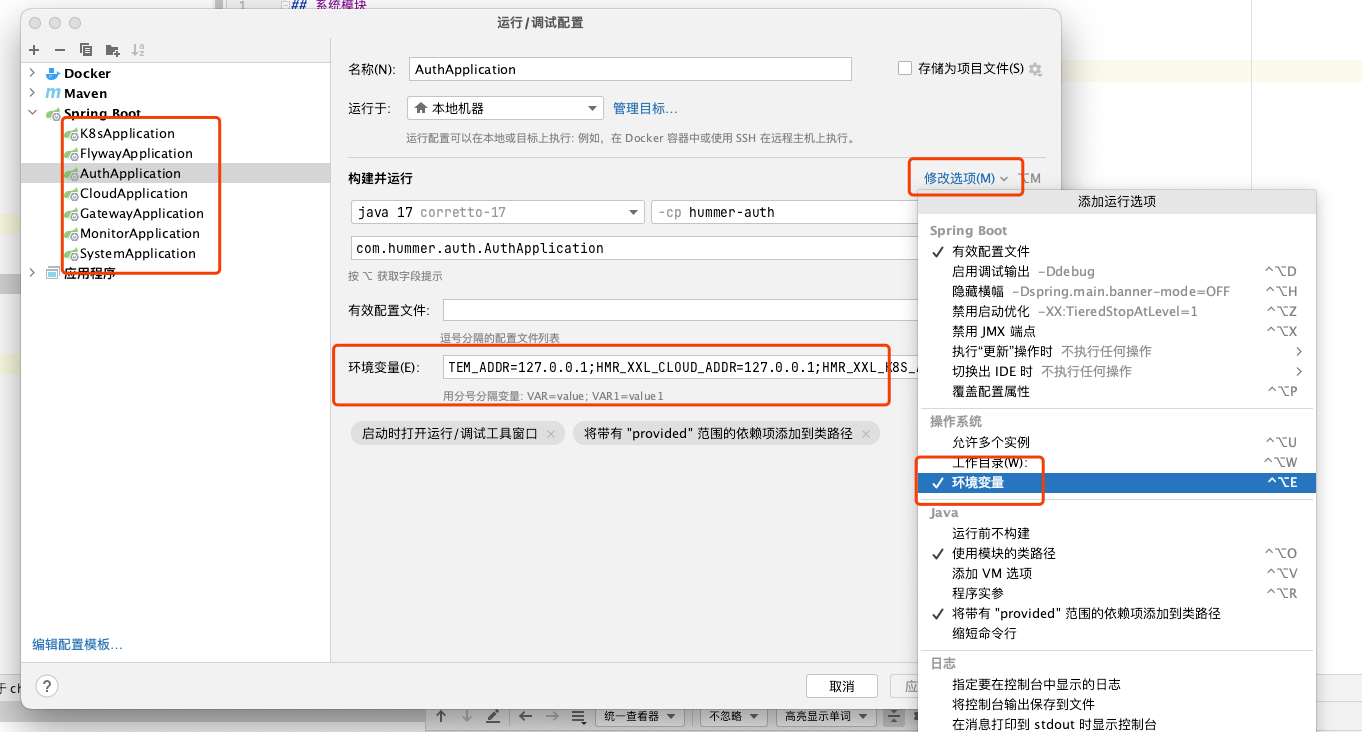 1 ## 系统模块
运行/调试配置
Docker
Maven
Spring Boot
K8sApplication
FlywayApplication
AuthApplication
CloudApplication
GatewayApplication
MonitorApplication
SystemApplication
应用程序
编辑配置模板...
名称(N): AuthApplication 存储为项目文件(S)
运行于: 本地机器 管理目标...
运行配置可以在本地或目标上执行: 例如，在 Docker 容器中或使用 SSH 在远程主机上执行。
构建并运行 修改选项(M) ⌥M
java 17 corretto-17 -cp hummer-auth
com.hummer.auth.AuthApplication
按 ⌥ 获取字段提示
有效配置文件:
逗号分隔的配置文件列表
环境变量(E): TEM_ADDR=127.0.0.1;HMR_XXL_CLOUD_ADDR=127.0.0.1;HMR_XXL_K8S_
用分号分隔变量: VAR=value; VAR1=value1
启动时打开运行/调试工具窗口 × 将带有 "provided" 范围的依赖项添加到类路径 ×
添加运行选项
Spring Boot
✓ 有效配置文件
启用调试输出 -Ddebug ^⌥D
隐藏横幅 -Dspring.main.banner-mode=OFF ^⌥H
禁用启动优化 -XX:TieredStopAtLevel=1 ^⌥Z
禁用 JMX 端点 ^⌥X
执行“更新”操作时 不执行任何操作
切换出 IDE 时 不执行任何操作
覆盖配置属性 ^⌥P
操作系统
允许多个实例 ^⌥U
工作目录(W): ^⌥W
✓ 环境变量 ^⌥E
Java
运行前不构建
✓ 使用模块的类路径 ^⌥O
添加 VM 选项 ^⌥V
程序实参 ^⌥R
✓ 将带有 "provided" 范围的依赖项添加到类路径
缩短命令行
日志
指定要在控制台中显示的日志
将控制台输出保存到文件
在消息打印到 stdout 时显示控制台
? 取消 应
于 ch
统一查看器 不忽略 高亮显示单词